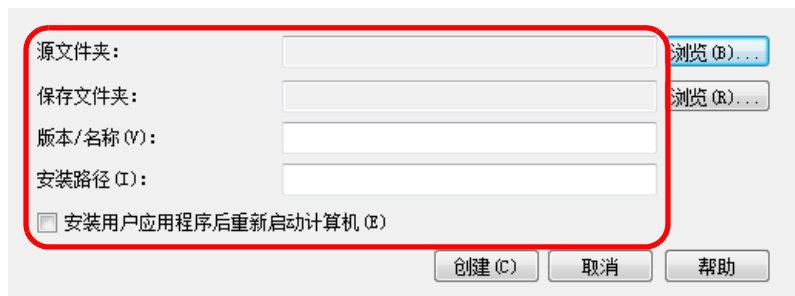 源文件夹: 浏览(B)...
保存文件夹: 浏览(R)...
版本/名称(V):
安装路径(I):
安装用户应用程序后重新启动计算机(E)
创建(C) 取消 帮助